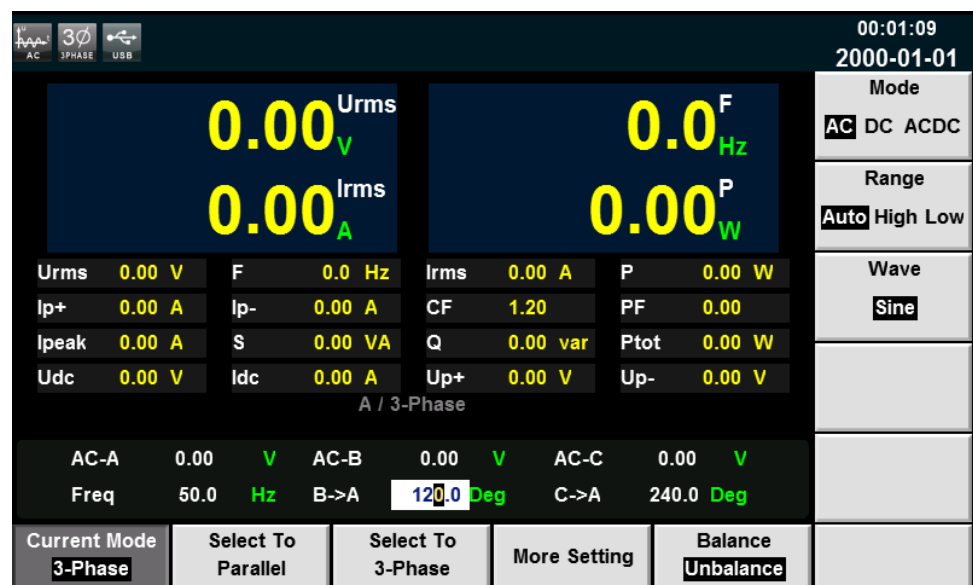 AC 3Ø 3PHASE USB
00:01:09
2000-01-01
0.00 Urms V 0.0 F Hz
0.00 Irms A 0.00 P W
Mode
AC DC ACDC
Range
Auto High Low
Wave
Sine
Urms 0.00 V F 0.0 Hz Irms 0.00 A P 0.00 W
Ip+ 0.00 A Ip- 0.00 A CF 1.20 PF 0.00
Ipeak 0.00 A S 0.00 VA Q 0.00 var Ptot 0.00 W
Udc 0.00 V Idc 0.00 A Up+ 0.00 V Up- 0.00 V
A / 3-Phase
AC-A 0.00 V AC-B 0.00 V AC-C 0.00 V
Freq 50.0 Hz B->A 120.0 Deg C->A 240.0 Deg
Current Mode
3-Phase
Select To
Parallel
Select To
3-Phase
More Setting
Balance
Unbalance